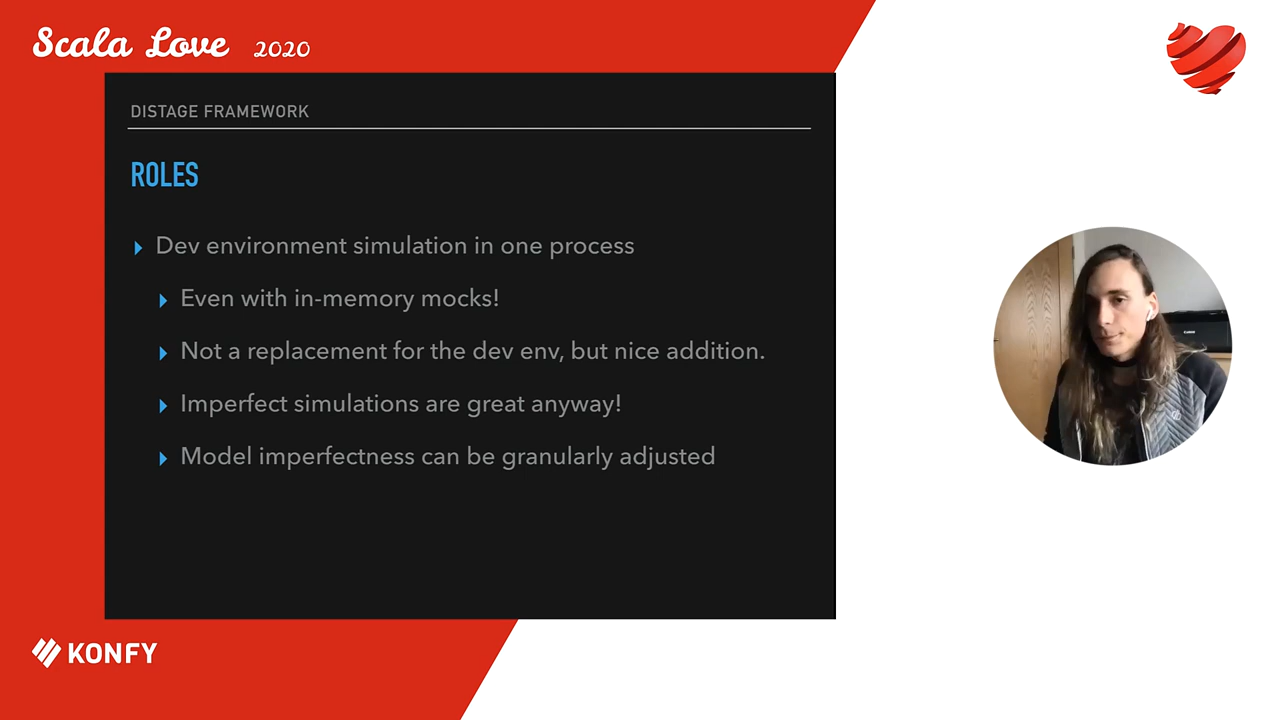 Scala Love 2020
DISTAGE FRAMEWORK
ROLES
Dev environment simulation in one process
Even with in-memory mocks!
Not a replacement for the dev env, but nice addition.
Imperfect simulations are great anyway!
Model imperfectness can be granularly adjusted
KONFY